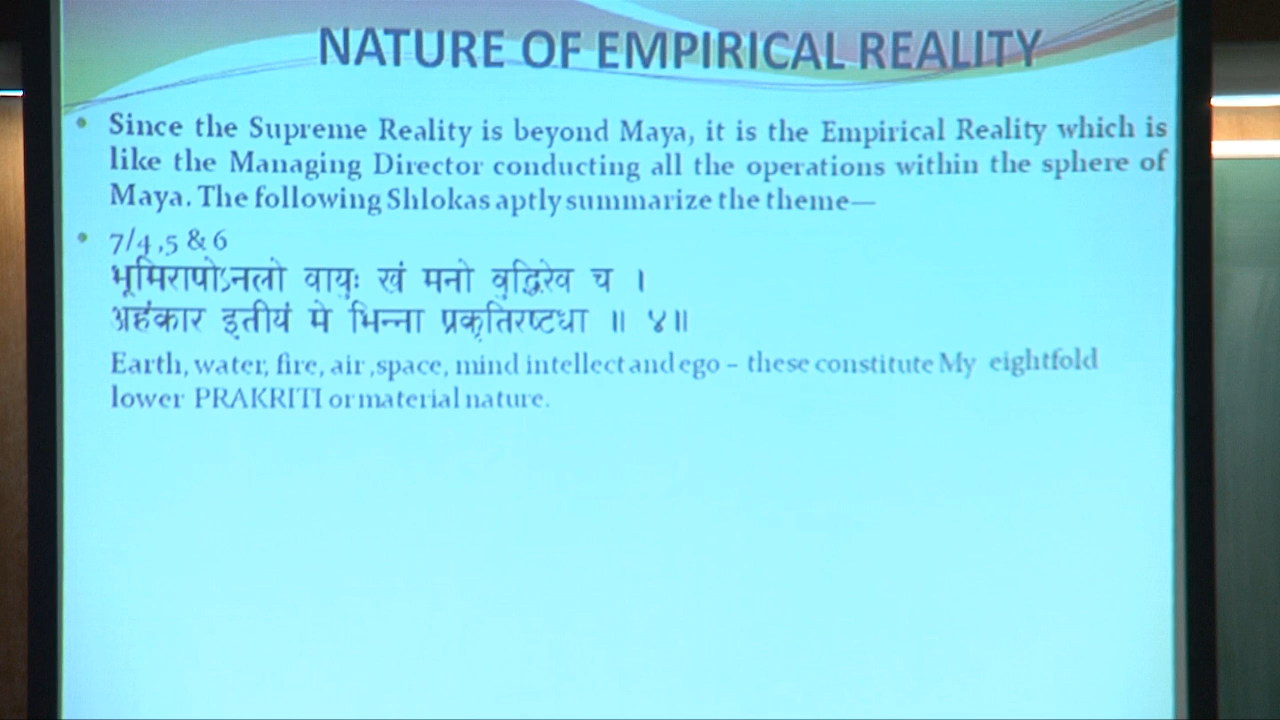 NATURE OF EMPIRICAL REALITY
• Since the Supreme Reality is beyond Maya, it is the Empirical Reality which is
like the Managing Director conducting all the operations within the sphere of
Maya. The following Shlokas aptly summarize the theme—
• 7/4 ,5 & 6
भूमिरापोऽनलो वायुः खं मनो वुद्धिरेव च ।
अहंकार इतीयं मे भिन्ना प्रकृतिरष्टधा ॥ ४॥
Earth, water, fire, air ,space, mind intellect and ego – these constitute My eightfold
lower PRAKRITI or material nature.